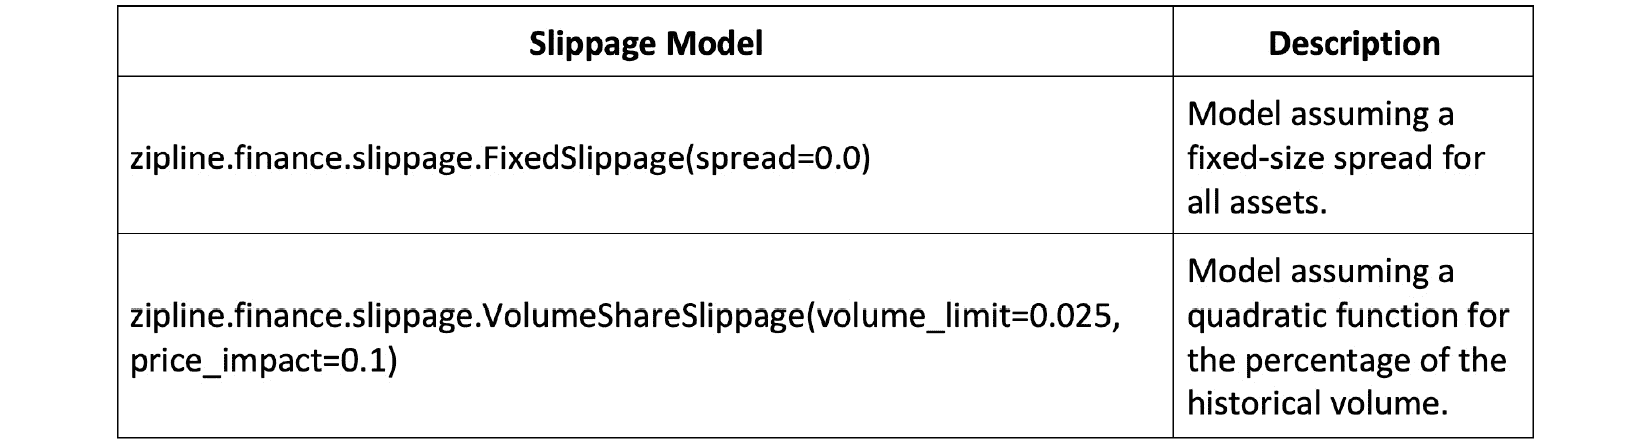 Slippage Model
Description
zipline.finance.slippage.FixedSlippage(spread=0.0)
Model assuming a
fixed-size spread for
all assets.
zipline.finance.slippage.VolumeShareSlippage(volume_limit=0.025,
price_impact=0.1)
Model assuming a
quadratic function for
the percentage of the
historical volume.